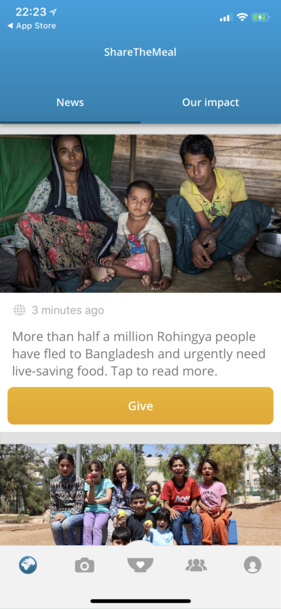 22:23
App Store
ShareTheMeal
News
Our impact
3 minutes ago
More than half a million Rohingya people
have fled to Bangladesh and urgently need
live-saving food. Tap to read more.
Give